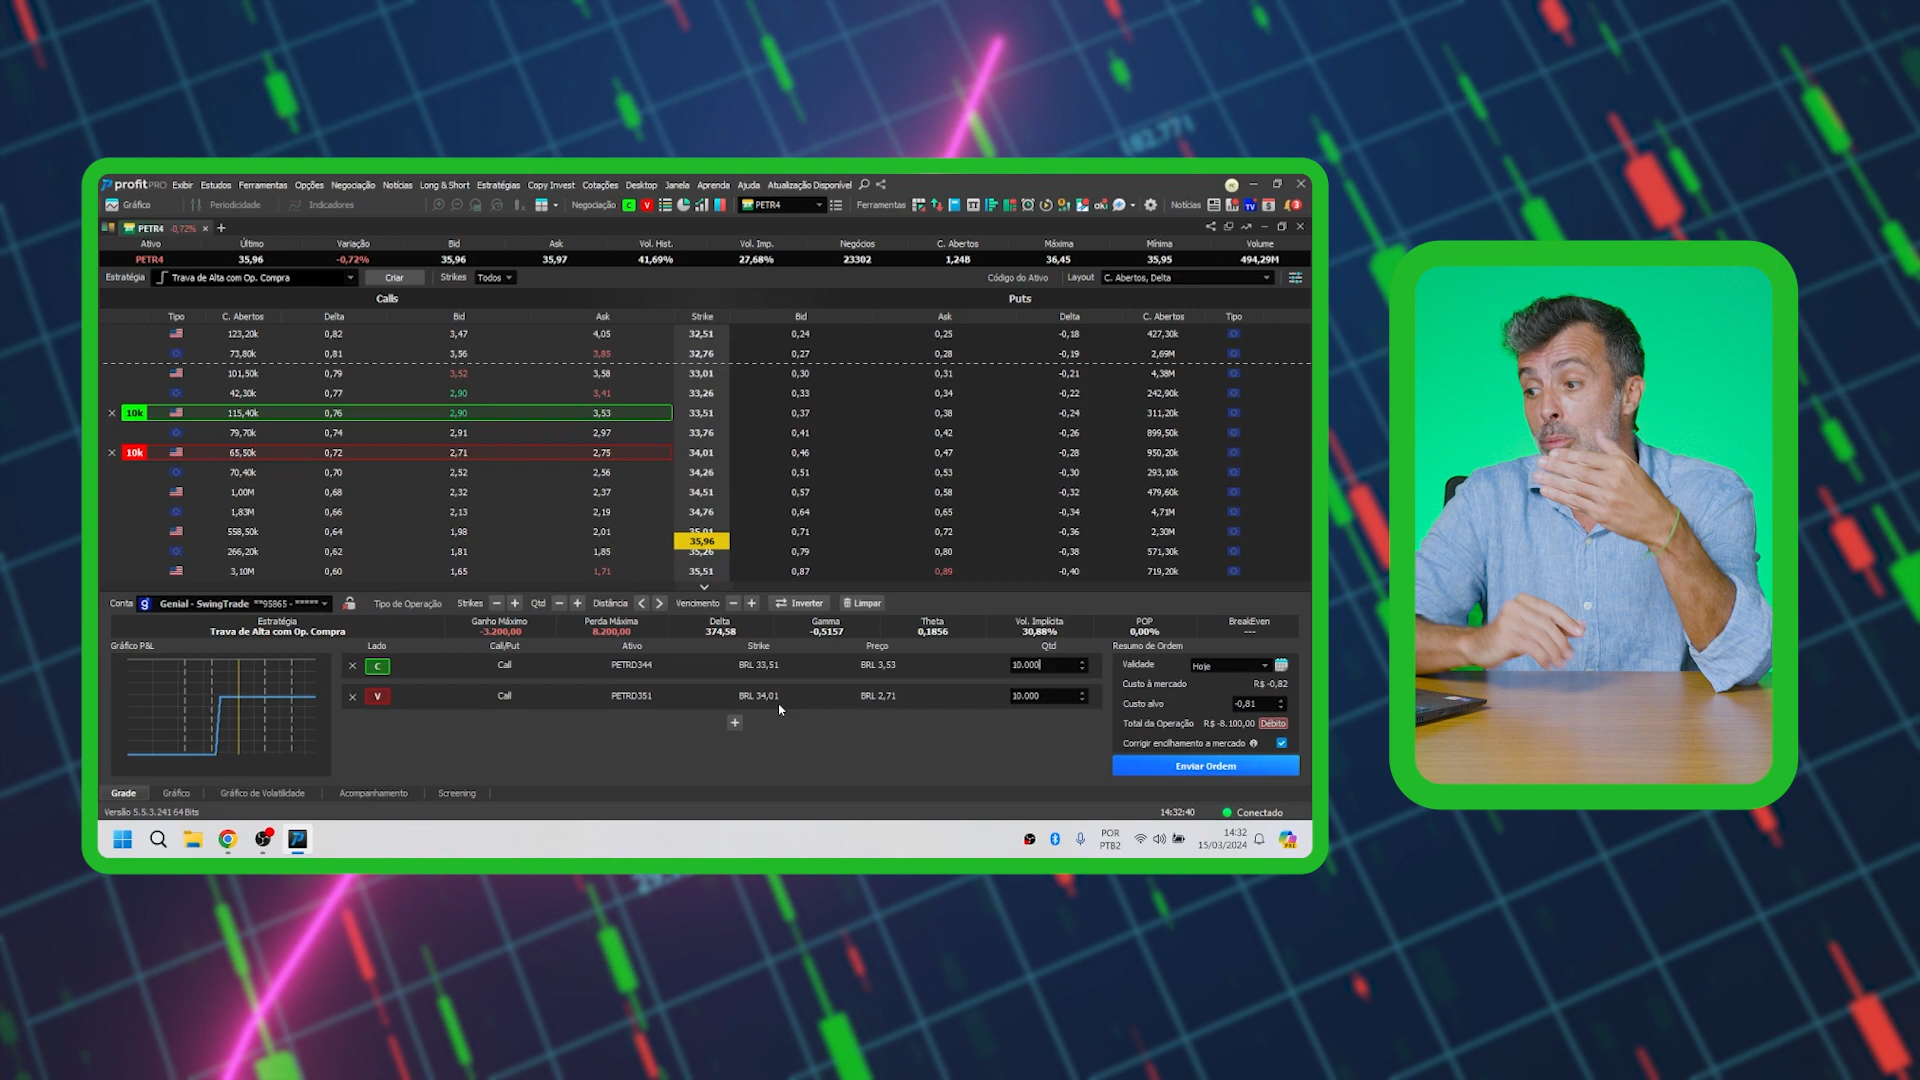 182.771
profitPRO Exibir Estudos Ferramentas Opções Negociação Notícias Long & Short Estratégias Copy Invest Cotações Desktop Janela Aprenda Ajuda Atualização Disponível
Gráfico Periodicidade Indicadores Negociação C V PETR4 Ferramentas Notícias
PETR4 -0,72%
Ativo Último Variação Bid Ask Vol. Hist. Vol. Imp. Negócios C. Abertos Máxima Mínima Volume
PETR4 35,96 -0,72% 35,96 35,97 41,69% 27,68% 23302 1,24B 36,45 35,95 494,29M
Estratégia Trava de Alta com Op. Compra Criar Strikes Todos Código do Ativo Layout C. Abertos, Delta
Calls Puts
Tipo C. Abertos Delta Bid Ask Strike Bid Ask Delta C. Abertos Tipo
123,20k 0,82 3,47 4,05 32,51 0,24 0,25 -0,18 427,30k
73,80k 0,81 3,56 3,85 32,76 0,27 0,28 -0,19 2,69M
101,50k 0,79 3,52 3,58 33,01 0,30 0,31 -0,21 4,38M
42,30k 0,77 2,90 3,41 33,26 0,33 0,34 -0,22 242,90k
10k 115,40k 0,76 2,90 3,53 33,51 0,37 0,38 -0,24 311,20k
79,70k 0,74 2,91 2,97 33,76 0,41 0,42 -0,26 899,50k
10k 65,50k 0,72 2,71 2,75 34,01 0,46 0,47 -0,28 950,20k
70,40k 0,70 2,52 2,56 34,26 0,51 0,53 -0,30 293,10k
1,00M 0,68 2,32 2,37 34,51 0,57 0,58 -0,32 479,60k
1,83M 0,66 2,13 2,19 34,76 0,64 0,65 -0,34 4,71M
558,50k 0,64 1,98 2,01 35,01 0,71 0,72 -0,36 2,30M
35,96
266,20k 0,62 1,81 1,85 35,26 0,79 0,80 -0,38 571,30k
3,10M 0,60 1,65 1,71 35,51 0,87 0,89 -0,40 719,20k
Conta Genial - SwingTrade **95865 - ***** Tipo de Operação Strikes Qtd Distância Vencimento Inverter Limpar
Estratégia Ganho Máximo Perda Máxima Delta Gamma Theta Vol. Implícita POP BreakEven
Trava de Alta com Op. Compra -3.200,00 8.200,00 374,58 -0,5157 0,1856 30,88% 0,00% ---
Gráfico P&L Lado Call/Put Ativo Strike Preço Qtd Resumo de Ordem
C Call PETRD344 BRL 33,51 BRL 3,53 10.000 Validade Hoje
Custo à mercado R$ -0,82
V Call PETRD351 BRL 34,01 BRL 2,71 10.000 Custo alvo -0,81
Total da Operação R$ -8.100,00 Débito
Corrigir encilhamento a mercado
Enviar Ordem
Grade Gráfico Gráfico de Volatilidade Acompanhamento Screening
Versão 5.5.3.241 64 Bits 14:32:40 Conectado
POR
PTB2
14:32
15/03/2024